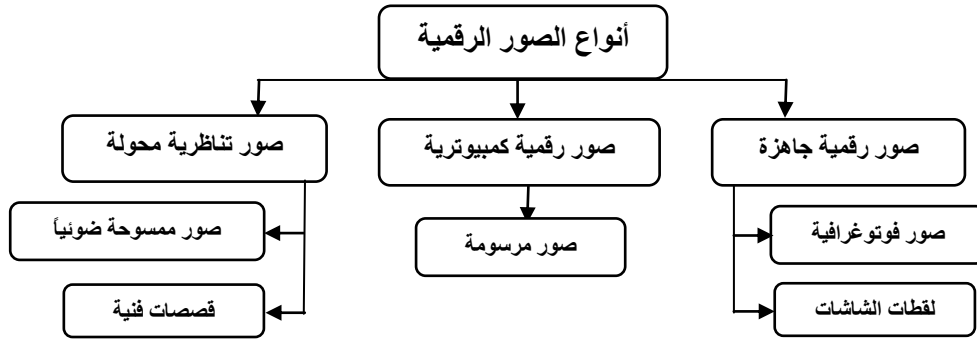 أنواع الصور الرقمية
صور رقمية جاهزة
صور رقمية كمبيوترية
صور تناظرية محولة
صور فوتوغرافية
صور مرسومة
صور ممسوحة ضوئياً
لقطات الشاشات
قصصات فنية